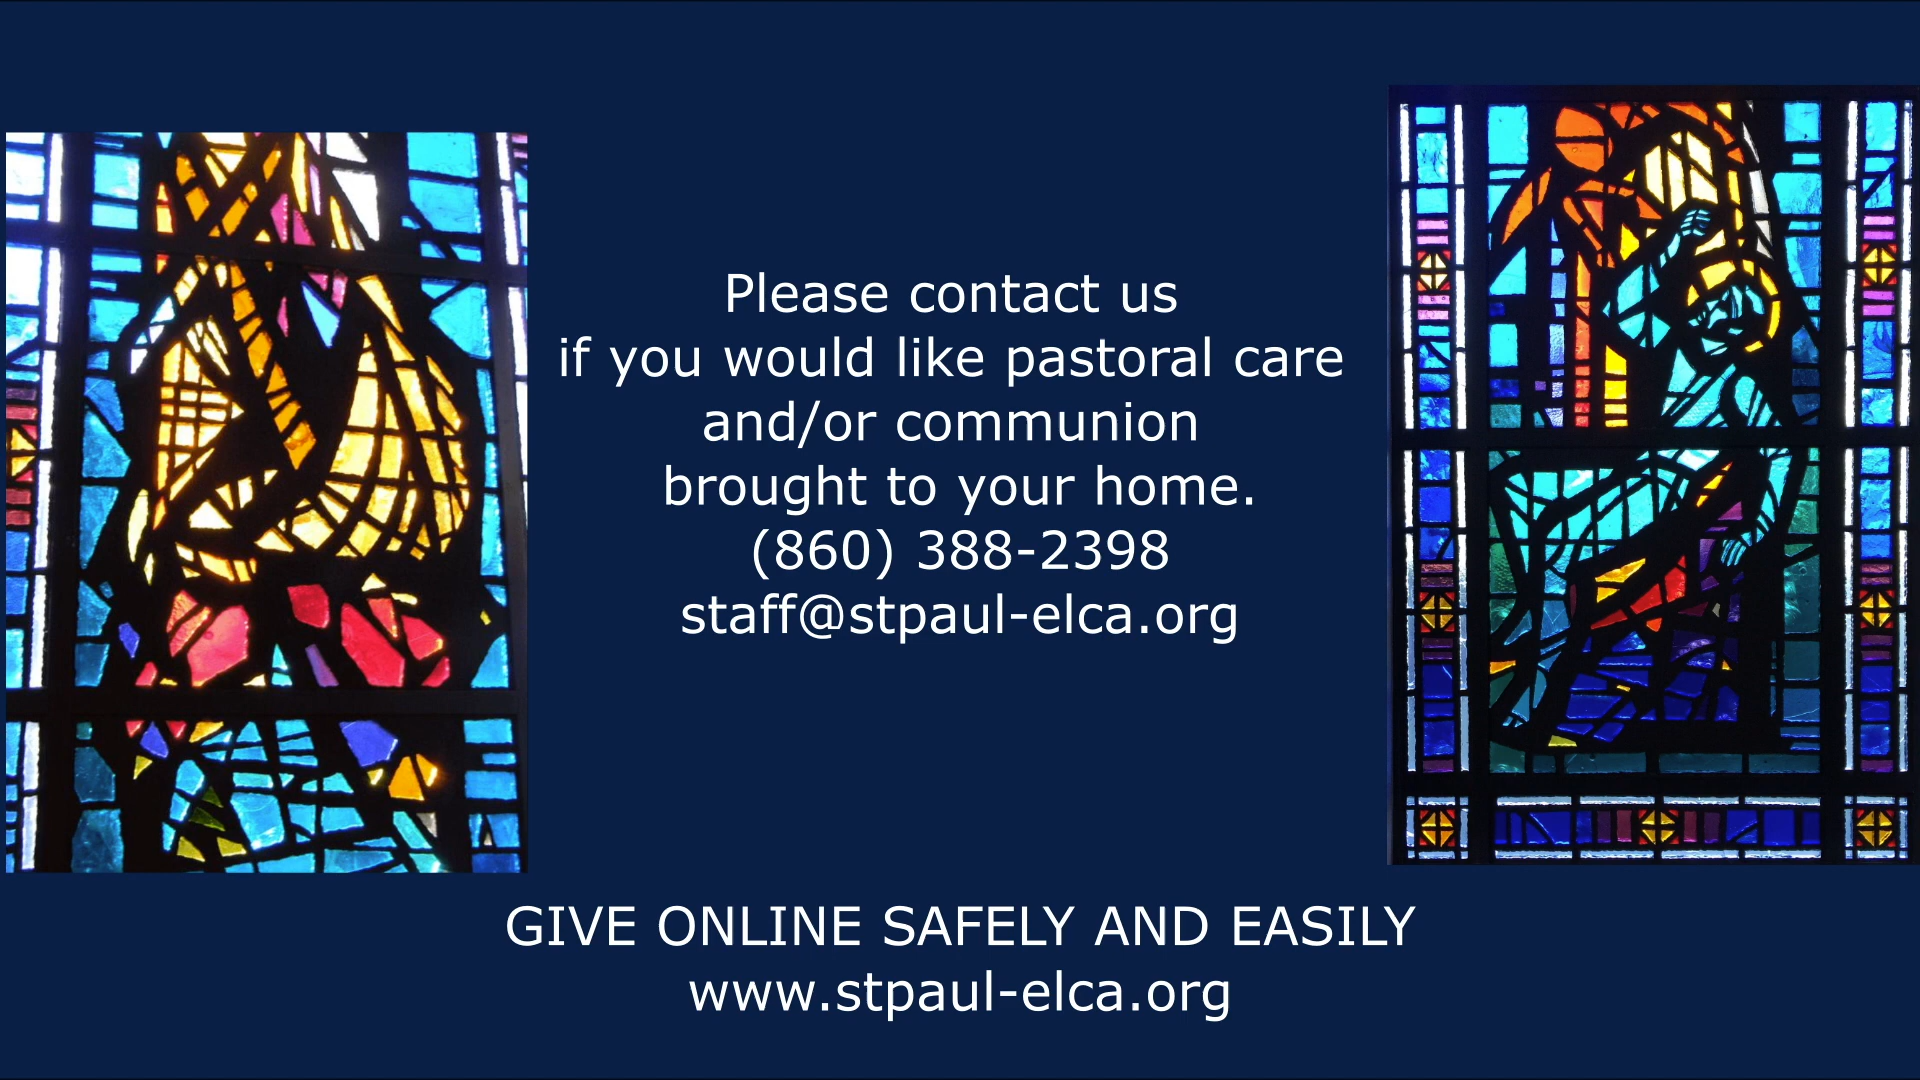 Please contact us
if you would like pastoral care
and/or communion
brought to your home.
(860) 388-2398
staff@stpaul-elca.org
GIVE ONLINE SAFELY AND EASILY
www.stpaul-elca.org